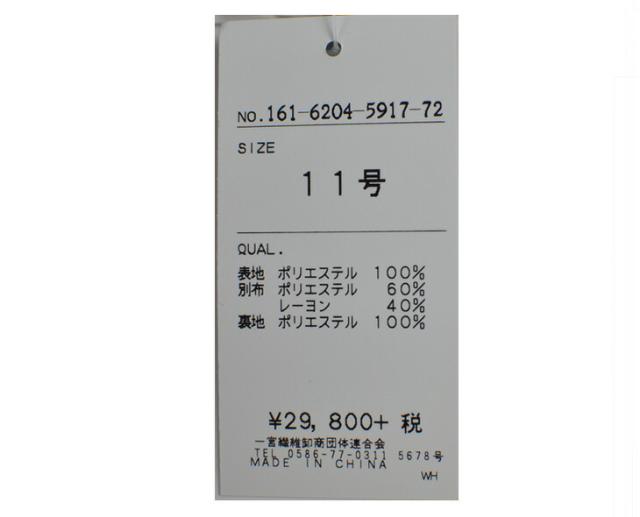 NO.161-6204-5917-72
SIZE
11号
QUAL.
表地 ポリエステル 100%
別布 ポリエステル 60%
レーヨン 40%
裏地 ポリエステル 100%
¥29,800+ 税
一宮繊維卸商団体連合会
TEL 0586-77-0311 5678号
MADE IN CHINA
WH